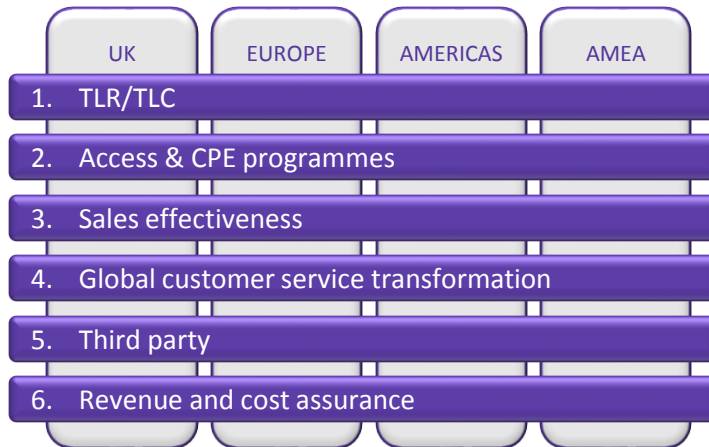 UK EUROPE AMERICAS AMEA
1. TLR/TLC
2. Access & CPE programmes
3. Sales effectiveness
4. Global customer service transformation
5. Third party
6. Revenue and cost assurance